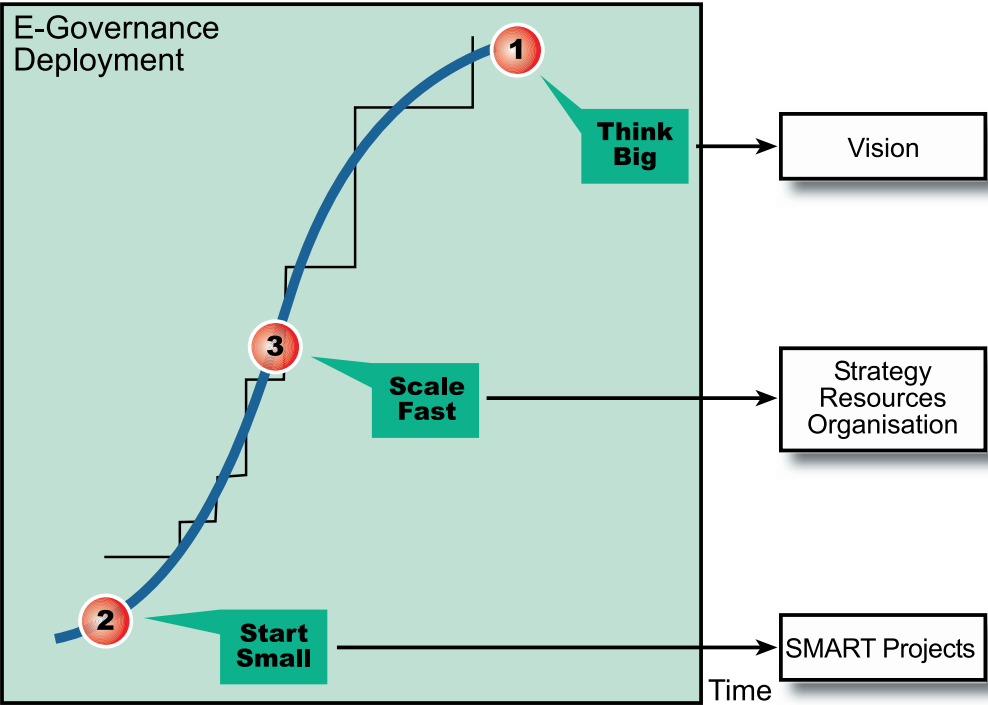 E-Governance
Deployment
1
Think
Big
Vision
3
Scale
Fast
Strategy
Resources
Organisation
2
Start
Small
SMART Projects
Time